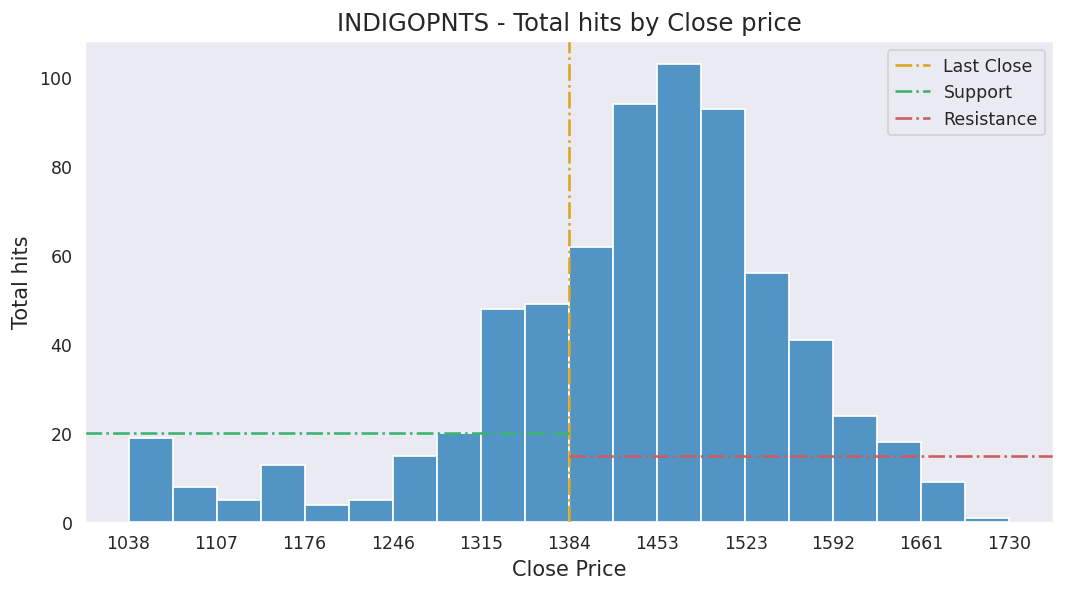 INDIGOPNTS - Total hits by Close price
Last Close
Support
Resistance
Total hits
100
80
60
40
20
0
1038 1107 1176 1246 1315 1384 1453 1523 1592 1661 1730
Close Price